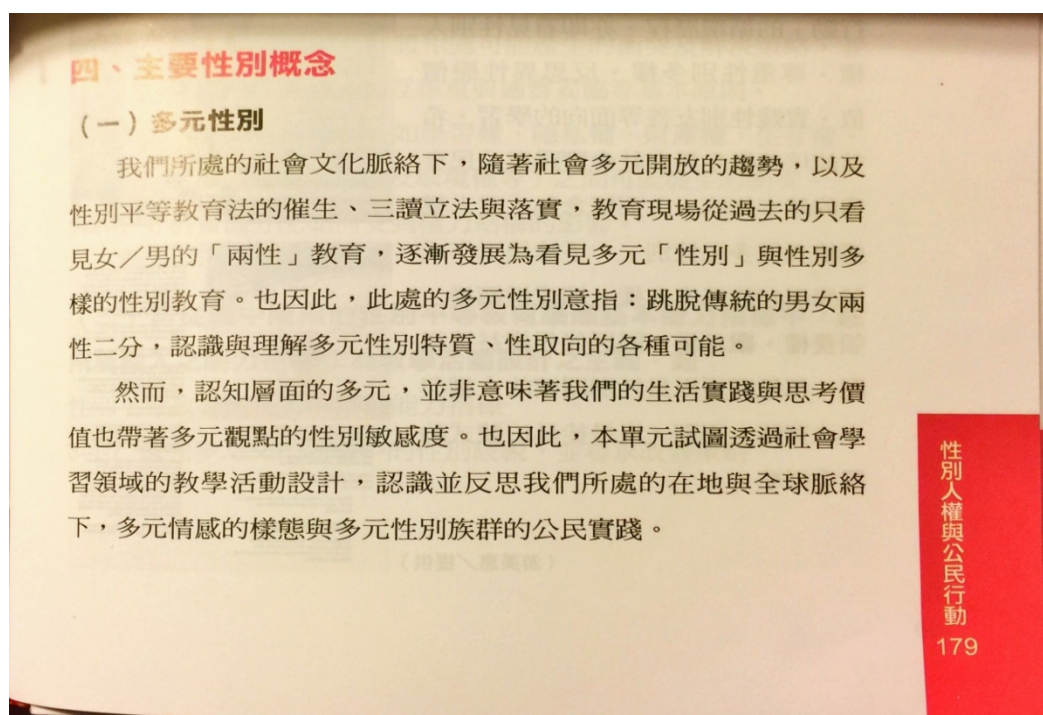 四、主要性別概念
（一）多元性別
我們所處的社會文化脈絡下，隨著社會多元開放的趨勢，以及
性別平等教育法的催生、三讀立法與落實，教育現場從過去的只看
見女／男的「兩性」教育，逐漸發展為看見多元「性別」與性別多
樣的性別教育。也因此，此處的多元性別意指：跳脫傳統的男女兩
性二分，認識與理解多元性別特質、性取向的各種可能。
然而，認知層面的多元，並非意味著我們的生活實踐與思考價
值也帶著多元觀點的性別敏感度。也因此，本單元試圖透過社會學
習領域的教學活動設計，認識並反思我們所處的在地與全球脈絡
下，多元情感的樣態與多元性別族群的公民實踐。
性別人權與公民行動
179